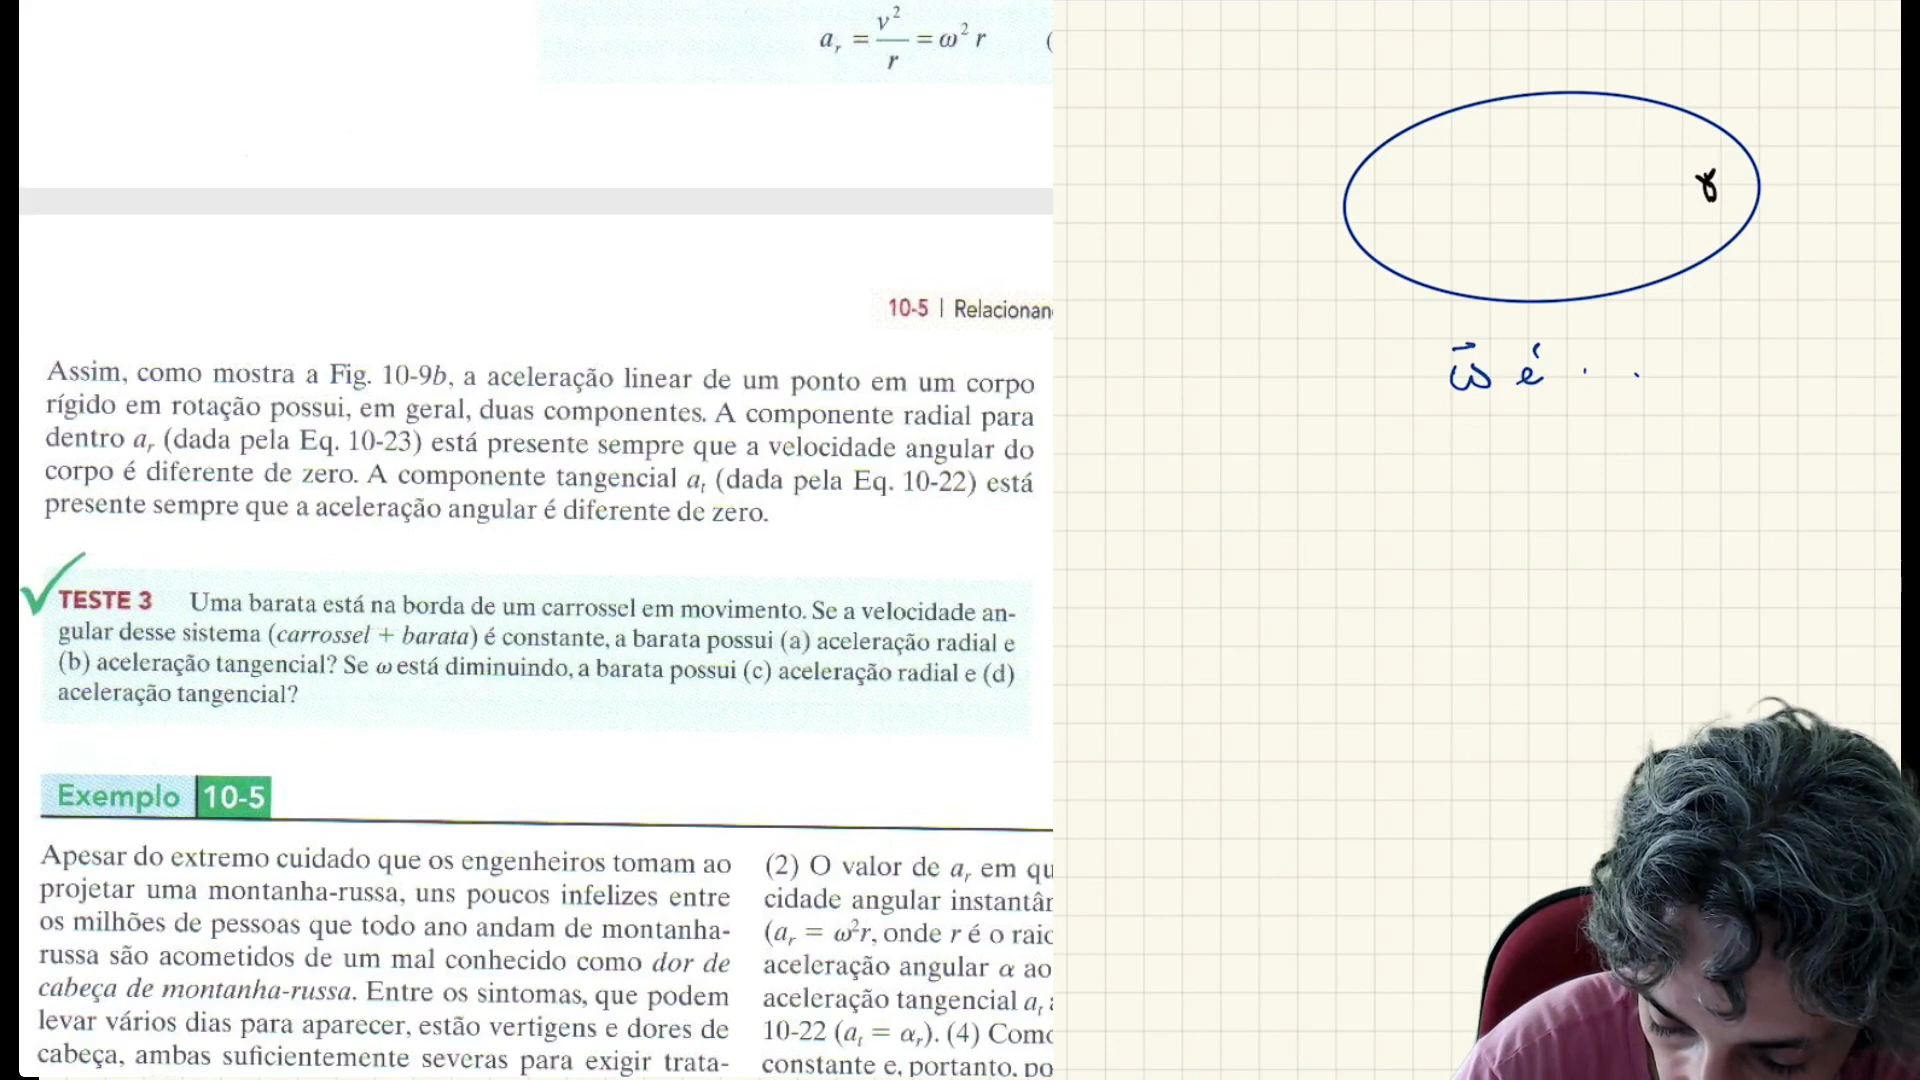 a_r = v² / r = ω² r (
10-5 | Relacionan
Assim, como mostra a Fig. 10-9b, a aceleração linear de um ponto em um corpo
rígido em rotação possui, em geral, duas componentes. A componente radial para
dentro a_r (dada pela Eq. 10-23) está presente sempre que a velocidade angular do
corpo é diferente de zero. A componente tangencial a_t (dada pela Eq. 10-22) está
presente sempre que a aceleração angular é diferente de zero.
TESTE 3 Uma barata está na borda de um carrossel em movimento. Se a velocidade an-
gular desse sistema (carrossel + barata) é constante, a barata possui (a) aceleração radial e
(b) aceleração tangencial? Se ω está diminuindo, a barata possui (c) aceleração radial e (d)
aceleração tangencial?
Exemplo 10-5
Apesar do extremo cuidado que os engenheiros tomam ao
projetar uma montanha-russa, uns poucos infelizes entre
os milhões de pessoas que todo ano andam de montanha-
russa são acometidos de um mal conhecido como dor de
cabeça de montanha-russa. Entre os sintomas, que podem
levar vários dias para aparecer, estão vertigens e dores de
cabeça, ambas suficientemente severas para exigir trata-
(2) O valor de a_r em qu
cidade angular instantân
(a_r = ω²r, onde r é o raio
aceleração angular α ao
aceleração tangencial a_t
10-22 (a_t = α_r). (4) Como
constante e, portanto, po
ω⃗ é . .